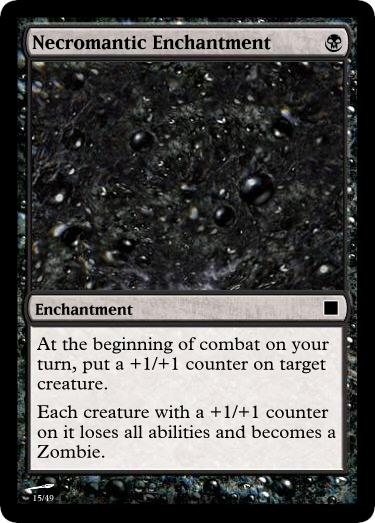 Necromantic Enchantment
Enchantment
At the beginning of combat on your
turn, put a +1/+1 counter on target
creature.
Each creature with a +1/+1 counter
on it loses all abilities and becomes a
Zombie.
15/49